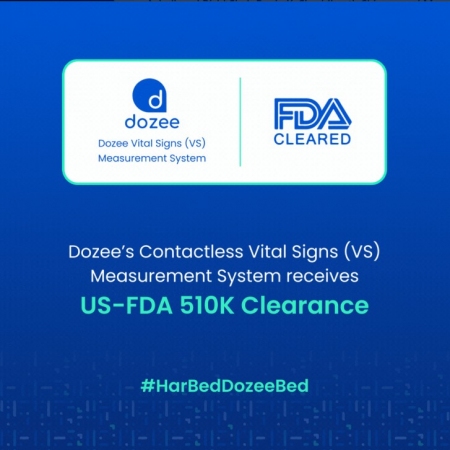 dozee
Dozee Vital Signs (VS)
Measurement System
FDA
CLEARED
Dozee's Contactless Vital Signs (VS)
Measurement System receives
US-FDA 510K Clearance
#HarBedDozeeBed